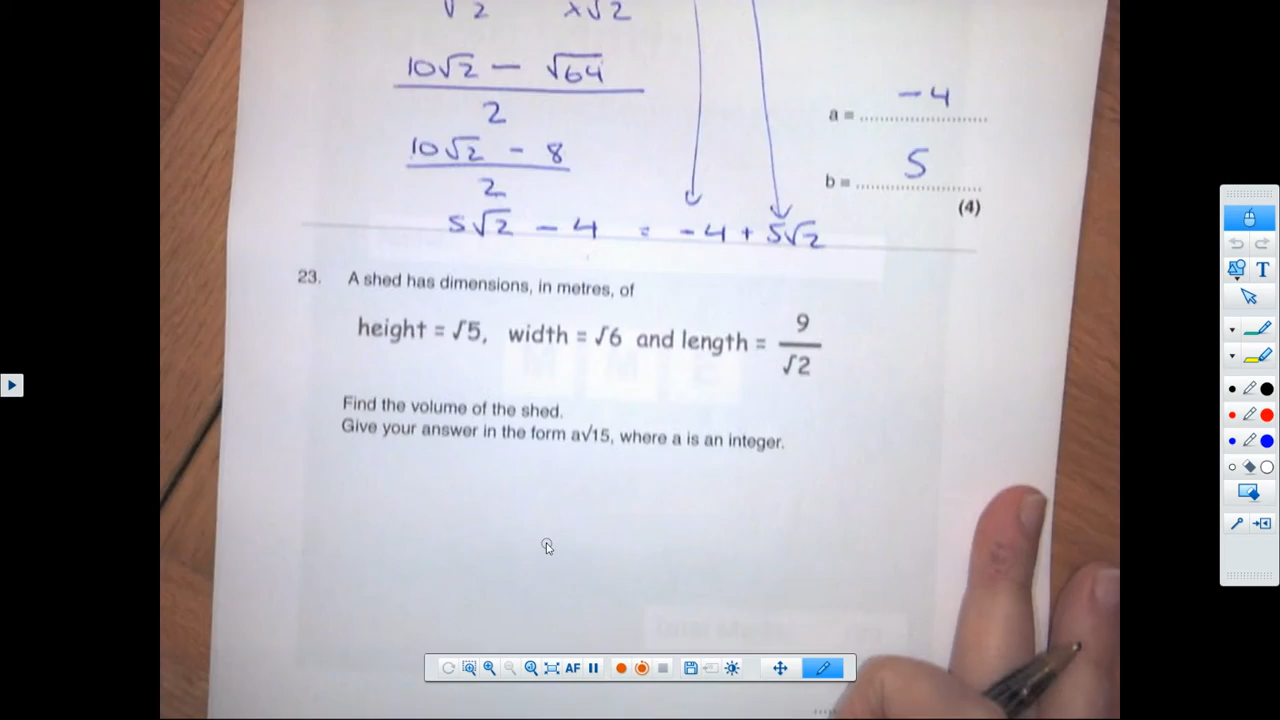 √2 x√2
10√2 - √64
2
10√2 - 8
2
5√2 - 4 = -4 + 5√2
a = -4
b = 5
(4)
23. A shed has dimensions, in metres, of
height = √5, width = √6 and length = 9
√2
Find the volume of the shed.
Give your answer in the form a√15, where a is an integer.
AF
T